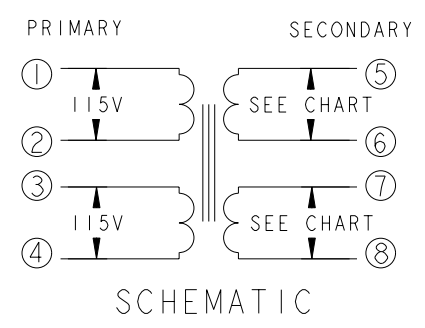 PRIMARY SECONDARY
1 5
115V SEE CHART
2 6
3 7
115V SEE CHART
4 8
SCHEMATIC